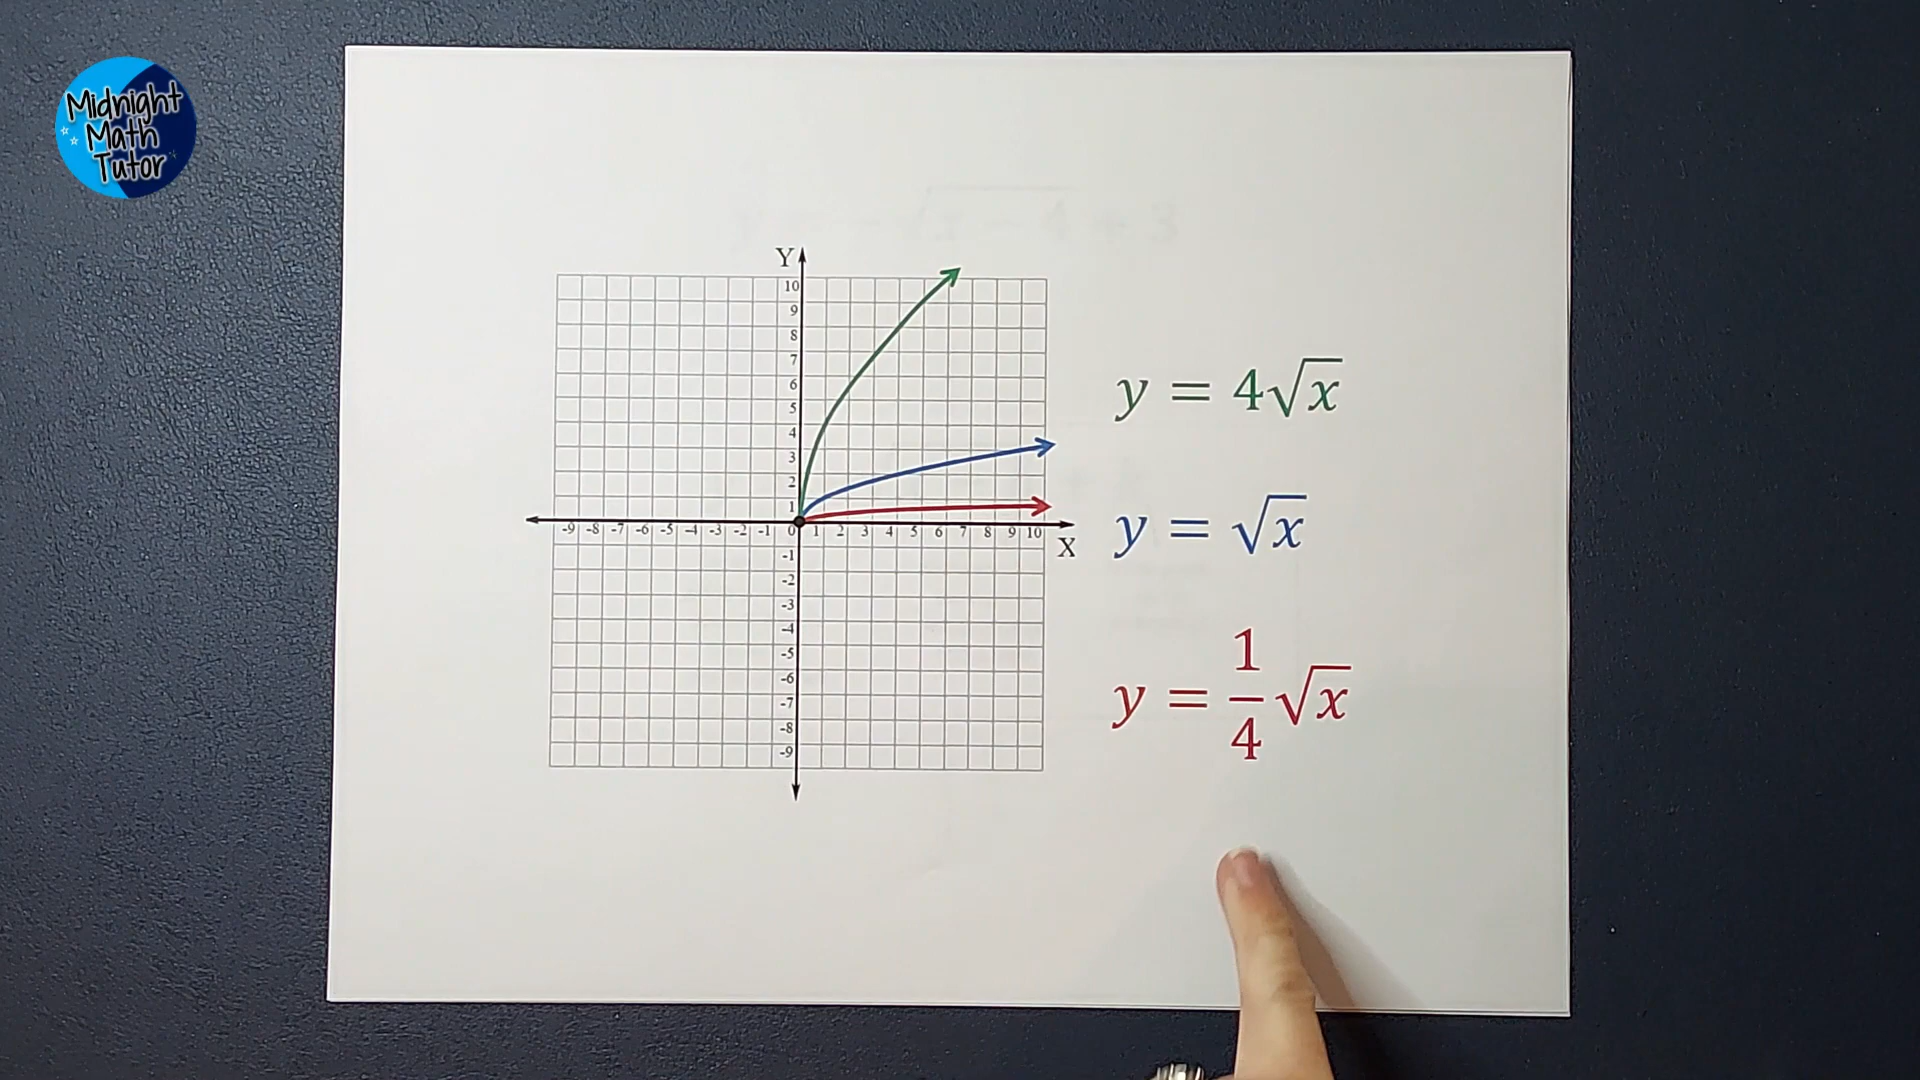 Midnight
Math
Tutor
Y
10
9
8
7
6
5
4
3
2
1
-9 -8 -7 -6 -5 -4 -3 -2 -1 0 1 2 3 4 5 6 7 8 9 10
X
-1
-2
-3
-4
-5
-6
-7
-8
-9
y = 4√x
y = √x
y = 1/4 √x